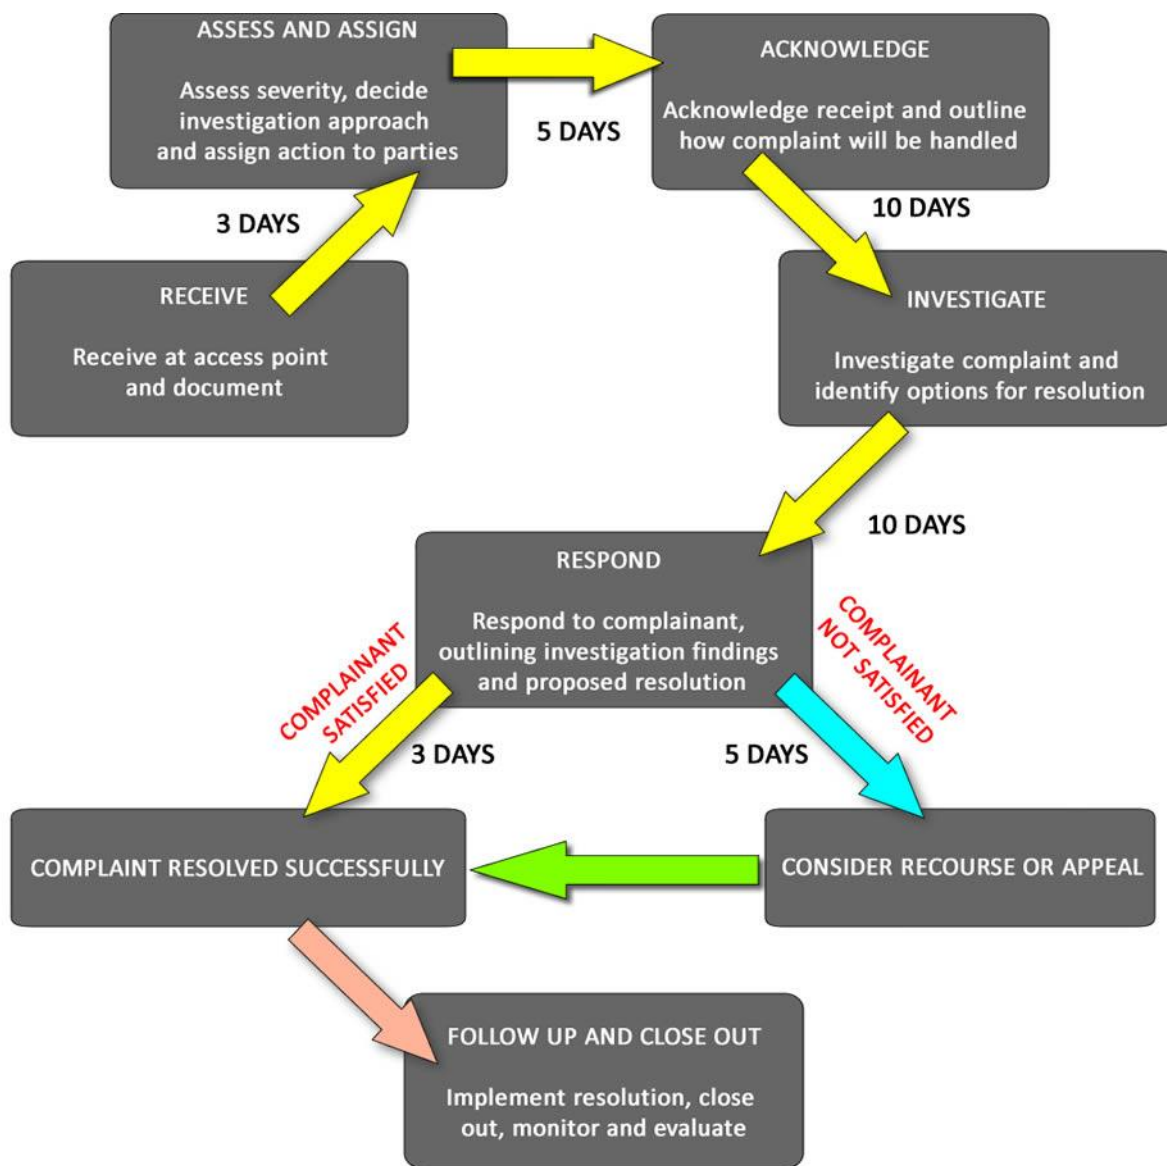 RECEIVE
Receive at access point
and document
3 DAYS
ASSESS AND ASSIGN
Assess severity, decide
investigation approach
and assign action to parties
5 DAYS
ACKNOWLEDGE
Acknowledge receipt and outline
how complaint will be handled
10 DAYS
INVESTIGATE
Investigate complaint and
identify options for resolution
10 DAYS
RESPOND
Respond to complainant,
outlining investigation findings
and proposed resolution
COMPLAINANT
SATISFIED
3 DAYS
COMPLAINANT
NOT SATISFIED
5 DAYS
COMPLAINT RESOLVED SUCCESSFULLY
CONSIDER RECOURSE OR APPEAL
FOLLOW UP AND CLOSE OUT
Implement resolution, close
out, monitor and evaluate